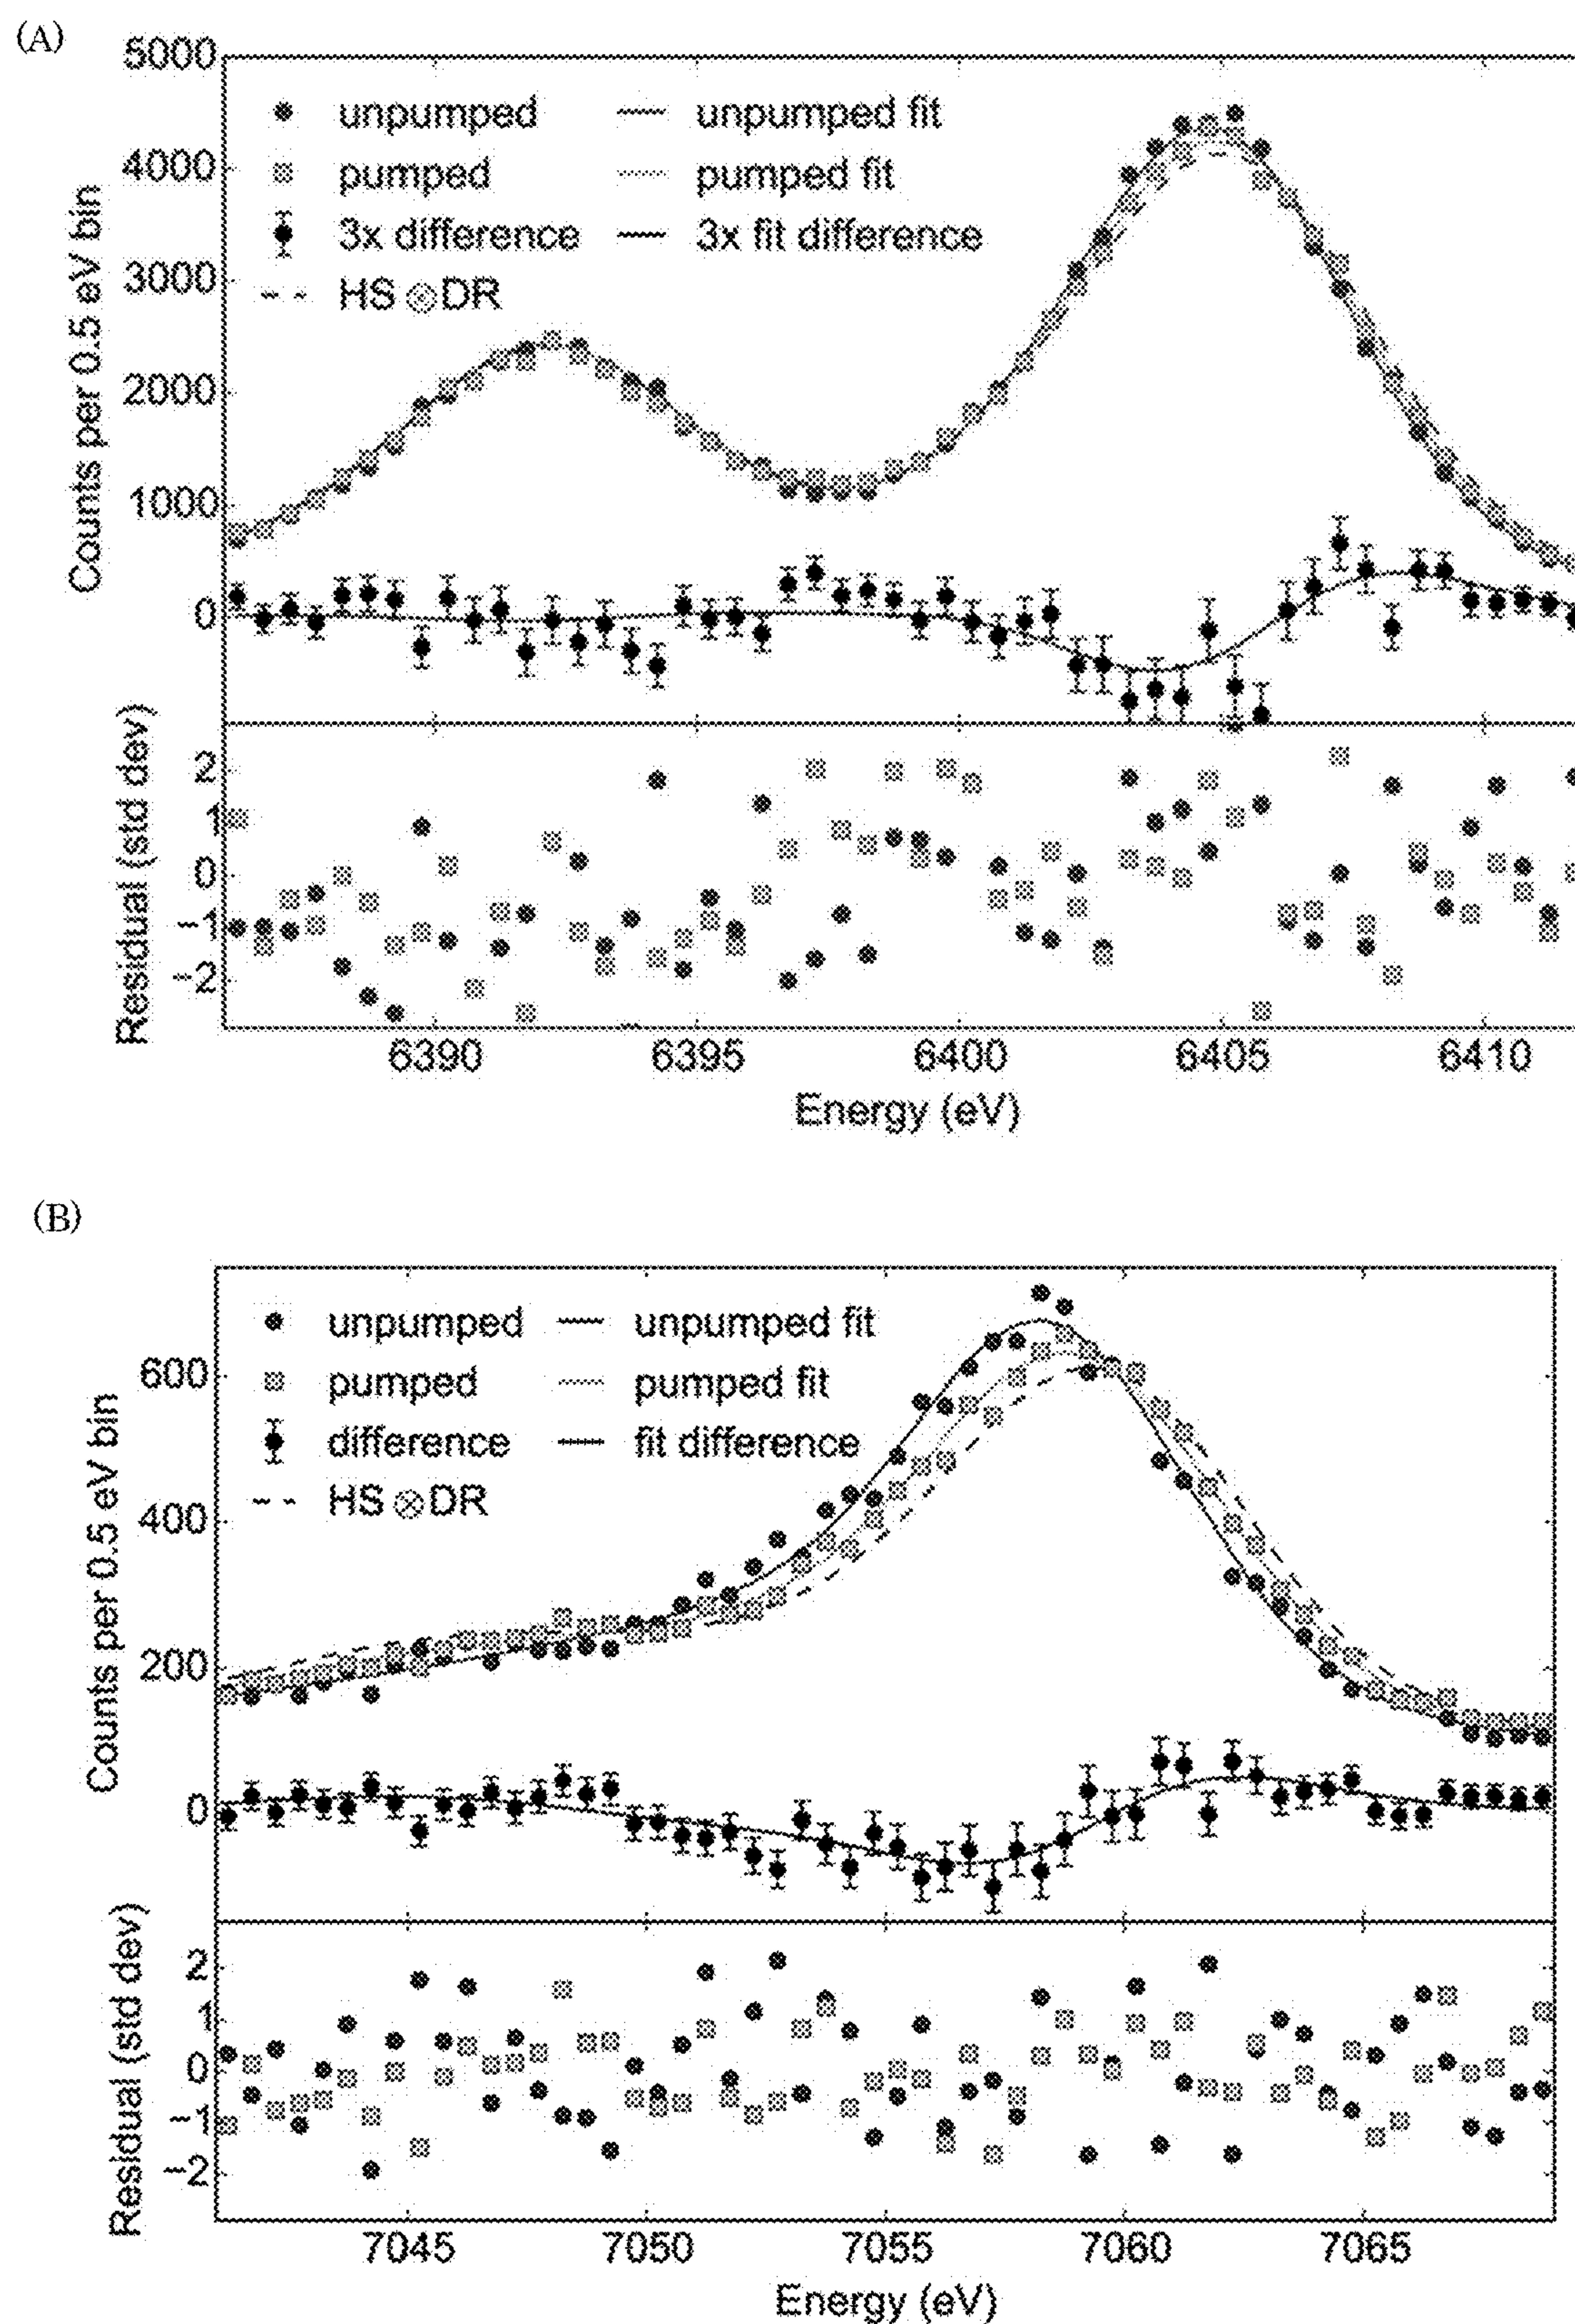 (A)
5000
4000
3000
2000
1000
0
Counts per 0.5 eV bin
unpumped
unpumped fit
pumped
pumped fit
3x difference
3x fit difference
HS ⊗ DR
2
1
0
−1
−2
Residual (std dev)
6390 6395 6400 6405 6410
Energy (eV)
(B)
600
400
200
0
Counts per 0.5 eV bin
unpumped
unpumped fit
pumped
pumped fit
difference
fit difference
HS ⊗ DR
2
1
0
−1
−2
Residual (std dev)
7045 7050 7055 7060 7065
Energy (eV)